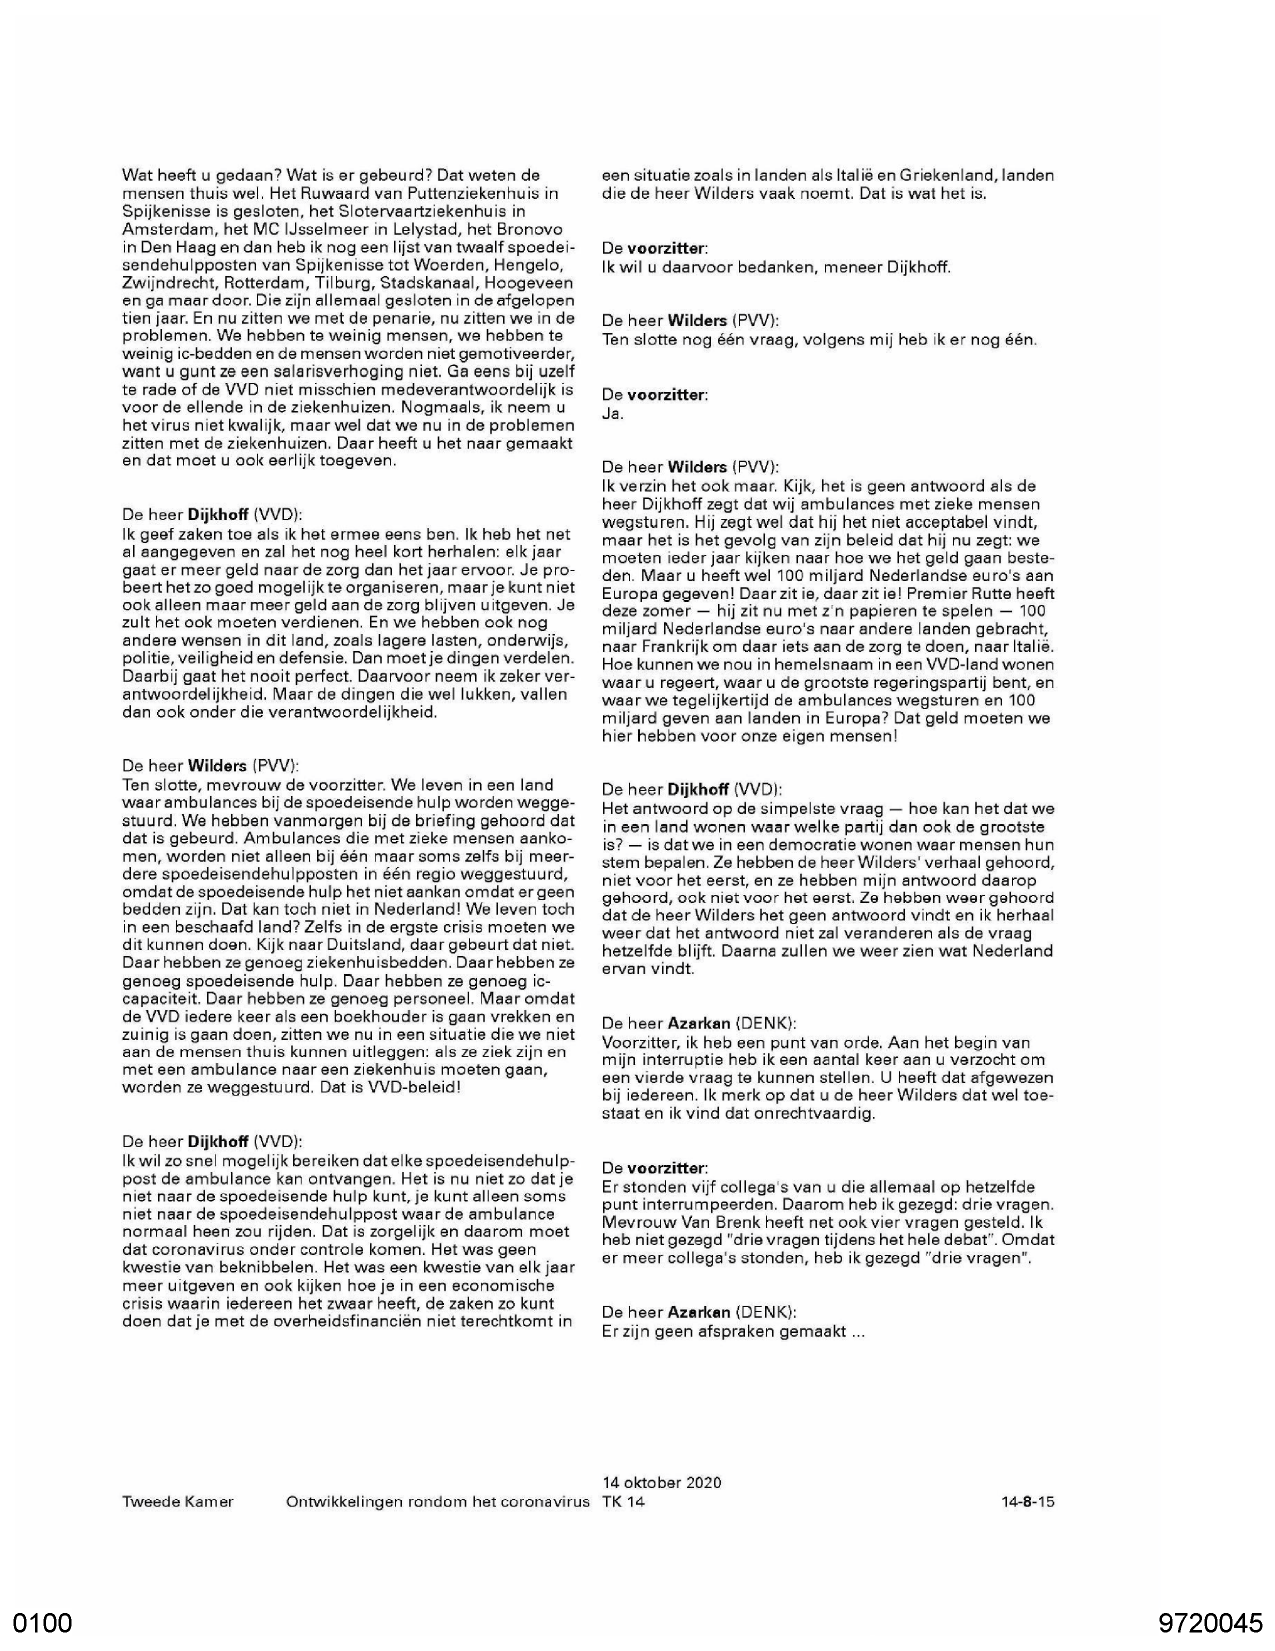 Wat heeft u gedaan? Wat is er gebeurd? Dat weten de
mensen thuis wel. Het Ruwaard van Puttenziekenhuis in
Spijkenisse is gesloten, het Slotervaartziekenhuis in
Amsterdam, het MC IJsselmeer in Lelystad, het Bronovo
in Den Haag en dan heb ik nog een lijst van twaalf spoedei-
sendehulpposten van Spijkenisse tot Woerden, Hengelo,
Zwijndrecht, Rotterdam, Tilburg, Stadskanaal, Hoogeveen
en ga maar door. Die zijn allemaal gesloten in de afgelopen
tien jaar. En nu zitten we met de penarie, nu zitten we in de
problemen. We hebben te weinig mensen, we hebben te
weinig ic-bedden en de mensen worden niet gemotiveerder,
want u gunt ze een salarisverhoging niet. Ga eens bij uzelf
te rade of de VVD niet misschien medeverantwoordelijk is
voor de ellende in de ziekenhuizen. Nogmaals, ik neem u
het virus niet kwalijk, maar wel dat we nu in de problemen
zitten met de ziekenhuizen. Daar heeft u het naar gemaakt
en dat moet u ook eerlijk toegeven.
De heer Dijkhoff (VVD):
Ik geef zaken toe als ik het ermee eens ben. Ik heb het net
al aangegeven en zal het nog heel kort herhalen: elk jaar
gaat er meer geld naar de zorg dan het jaar ervoor. Je pro-
beert het zo goed mogelijk te organiseren, maar je kunt niet
ook alleen maar meer geld aan de zorg blijven uitgeven. Je
zult het ook moeten verdienen. En we hebben ook nog
andere wensen in dit land, zoals lagere lasten, onderwijs,
politie, veiligheid en defensie. Dan moet je dingen verdelen.
Daarbij gaat het nooit perfect. Daarvoor neem ik zeker ver-
antwoordelijkheid. Maar de dingen die wel lukken, vallen
dan ook onder die verantwoordelijkheid.
De heer Wilders (PVV):
Ten slotte, mevrouw de voorzitter. We leven in een land
waar ambulances bij de spoedeisende hulp worden wegge-
stuurd. We hebben vanmorgen bij de briefing gehoord dat
dat is gebeurd. Ambulances die met zieke mensen aanko-
men, worden niet alleen bij één maar soms zelfs bij meer-
dere spoedeisendehulpposten in één regio weggestuurd,
omdat de spoedeisende hulp het niet aankan omdat er geen
bedden zijn. Dat kan toch niet in Nederland! We leven toch
in een beschaafd land? Zelfs in de ergste crisis moeten we
dit kunnen doen. Kijk naar Duitsland, daar gebeurt dat niet.
Daar hebben ze genoeg ziekenhuisbedden. Daar hebben ze
genoeg spoedeisende hulp. Daar hebben ze genoeg ic-
capaciteit. Daar hebben ze genoeg personeel. Maar omdat
de VVD iedere keer als een boekhouder is gaan vrekken en
zuinig is gaan doen, zitten we nu in een situatie die we niet
aan de mensen thuis kunnen uitleggen: als ze ziek zijn en
met een ambulance naar een ziekenhuis moeten gaan,
worden ze weggestuurd. Dat is VVD-beleid!
De heer Dijkhoff (VVD):
Ik wil zo snel mogelijk bereiken dat elke spoedeisendehulp-
post de ambulance kan ontvangen. Het is nu niet zo dat je
niet naar de spoedeisende hulp kunt, je kunt alleen soms
niet naar de spoedeisendehulppost waar de ambulance
normaal heen zou rijden. Dat is zorgelijk en daarom moet
dat coronavirus onder controle komen. Het was geen
kwestie van beknibbelen. Het was een kwestie van elk jaar
meer uitgeven en ook kijken hoe je in een economische
crisis waarin iedereen het zwaar heeft, de zaken zo kunt
doen dat je met de overheidsfinanciën niet terechtkomt in
een situatie zoals in landen als Italië en Griekenland, landen
die de heer Wilders vaak noemt. Dat is wat het is.
De voorzitter:
Ik wil u daarvoor bedanken, meneer Dijkhoff.
De heer Wilders (PVV):
Ten slotte nog één vraag, volgens mij heb ik er nog één.
De voorzitter:
Ja.
De heer Wilders (PVV):
Ik verzin het ook maar. Kijk, het is geen antwoord als de
heer Dijkhoff zegt dat wij ambulances met zieke mensen
wegsturen. Hij zegt wel dat hij het niet acceptabel vindt,
maar het is het gevolg van zijn beleid dat hij nu zegt: we
moeten ieder jaar kijken naar hoe we het geld gaan beste-
den. Maar u heeft wel 100 miljard Nederlandse euro's aan
Europa gegeven! Daar zit ie, daar zit ie! Premier Rutte heeft
deze zomer — hij zit nu met z'n papieren te spelen — 100
miljard Nederlandse euro's naar andere landen gebracht,
naar Frankrijk om daar iets aan de zorg te doen, naar Italië.
Hoe kunnen we nou in hemelsnaam in een VVD-land wonen
waar u regeert, waar u de grootste regeringspartij bent, en
waar we tegelijkertijd de ambulances wegsturen en 100
miljard geven aan landen in Europa? Dat geld moeten we
hier hebben voor onze eigen mensen!
De heer Dijkhoff (VVD):
Het antwoord op de simpelste vraag — hoe kan het dat we
in een land wonen waar welke partij dan ook de grootste
is? — is dat we in een democratie wonen waar mensen hun
stem bepalen. Ze hebben de heer Wilders' verhaal gehoord,
niet voor het eerst, en ze hebben mijn antwoord daarop
gehoord, ook niet voor het eerst. Ze hebben weer gehoord
dat de heer Wilders het geen antwoord vindt en ik herhaal
weer dat het antwoord niet zal veranderen als de vraag
hetzelfde blijft. Daarna zullen we weer zien wat Nederland
ervan vindt.
De heer Azarkan (DENK):
Voorzitter, ik heb een punt van orde. Aan het begin van
mijn interruptie heb ik een aantal keer aan u verzocht om
een vierde vraag te kunnen stellen. U heeft dat afgewezen
bij iedereen. Ik merk op dat u de heer Wilders dat wel toe-
staat en ik vind dat onrechtvaardig.
De voorzitter:
Er stonden vijf collega's van u die allemaal op hetzelfde
punt interrumpeerden. Daarom heb ik gezegd: drie vragen.
Mevrouw Van Brenk heeft net ook vier vragen gesteld. Ik
heb niet gezegd "drie vragen tijdens het hele debat". Omdat
er meer collega's stonden, heb ik gezegd "drie vragen".
De heer Azarkan (DENK):
Er zijn geen afspraken gemaakt ...
14 oktober 2020
Tweede Kamer Ontwikkelingen rondom het coronavirus TK 14 14-8-15
0100 9720045